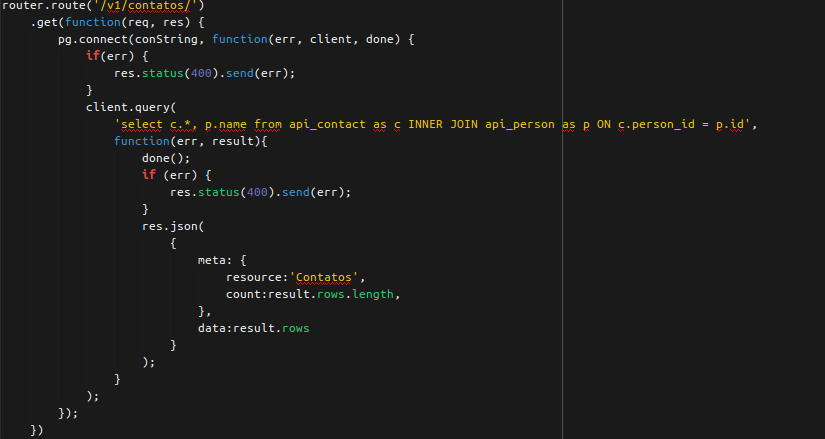 router.route('/v1/contatos/')
.get(function(req, res) {
pg.connect(conString, function(err, client, done) {
if(err) {
res.status(400).send(err);
}
client.query(
'select c.*, p.name from api_contact as c INNER JOIN api_person as p ON c.person_id = p.id',
function(err, result){
done();
if (err) {
res.status(400).send(err);
}
res.json(
{
meta: {
resource:'Contatos',
count:result.rows.length,
},
data:result.rows
}
);
}
);
});
})